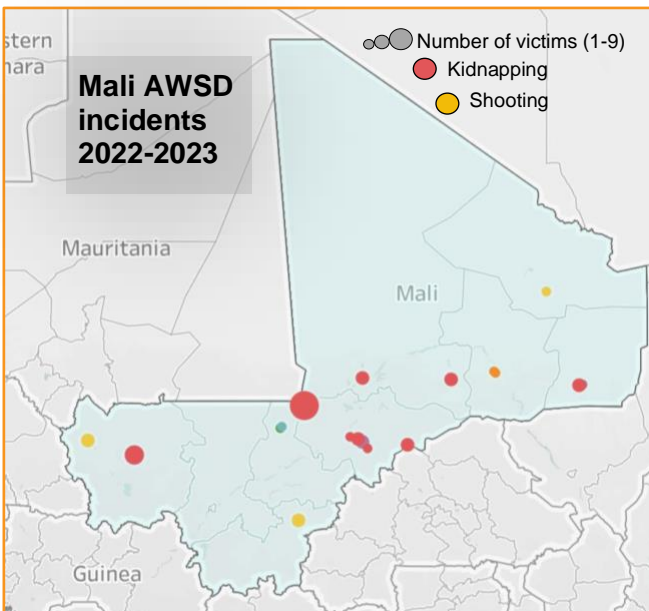 stern
hara
Mali AWSD
incidents
2022-2023
Number of victims (1-9)
Kidnapping
Shooting
Mauritania
Mali
Guinea